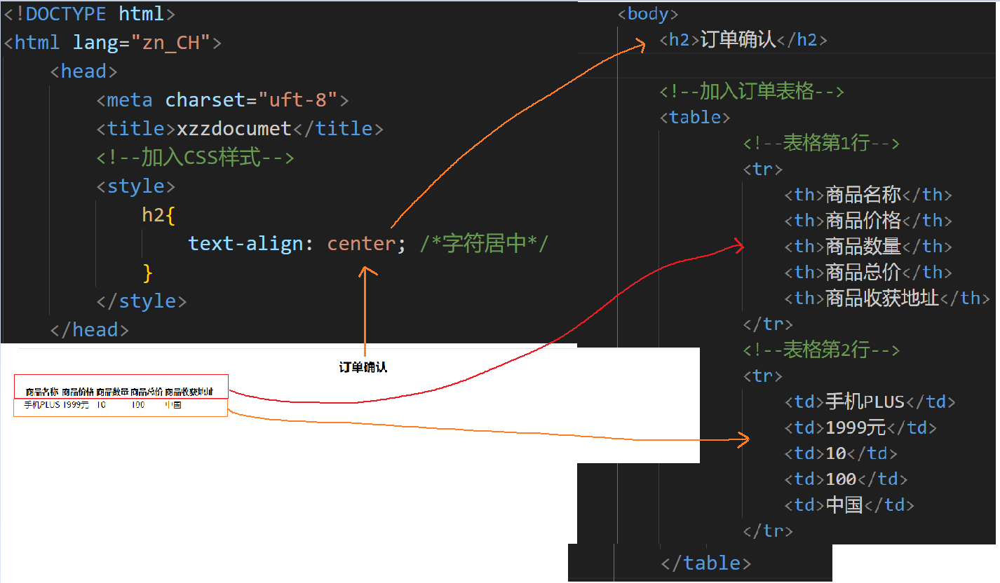 <!DOCTYPE html>
<html lang="zn_CH">
<head>
<meta charset="uft-8">
<title>xzzdocumet</title>
<!--加入CSS样式-->
<style>
h2{
text-align: center; /*字符居中*/
}
</style>
</head>
订单确认
商品名称 商品价格 商品数量 商品总价 商品收获地址
手机PLUS 1999元 10 100 中国
<body>
<h2>订单确认</h2>
<!--加入订单表格-->
<table>
<!--表格第1行-->
<tr>
<th>商品名称</th>
<th>商品价格</th>
<th>商品数量</th>
<th>商品总价</th>
<th>商品收获地址</th>
</tr>
<!--表格第2行-->
<tr>
<td>手机PLUS</td>
<td>1999元</td>
<td>10</td>
<td>100</td>
<td>中国</td>
</tr>
</table>